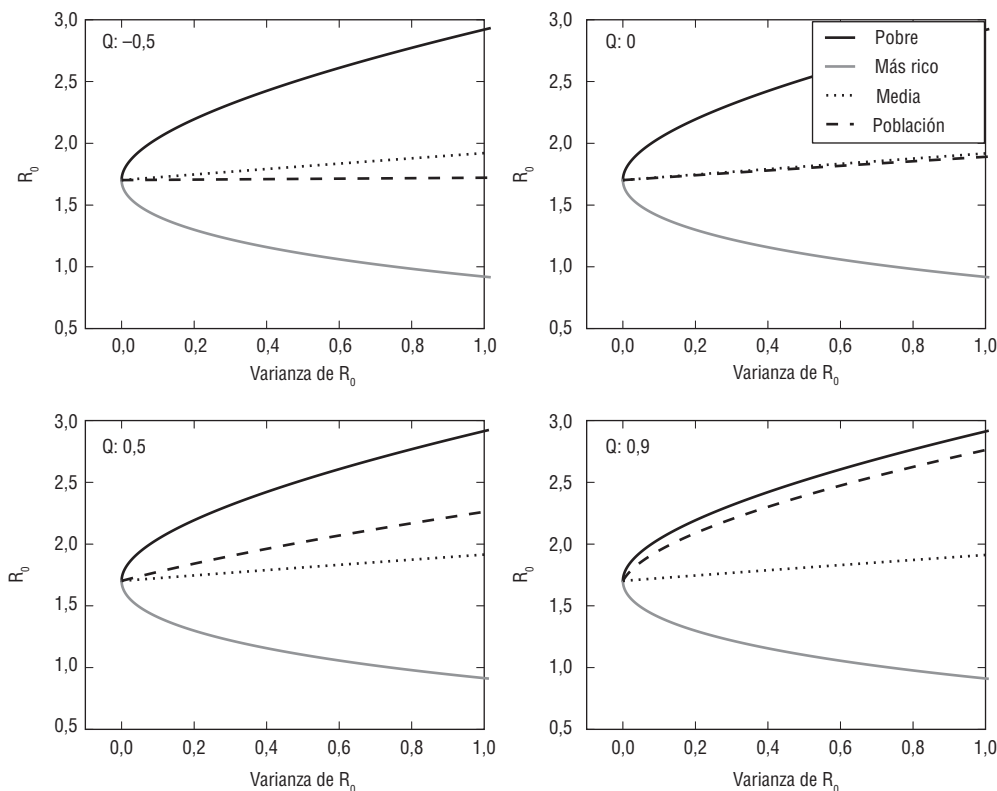 Q: –0,5
3,0
2,5
2,0
1,5
1,0
0,5
R₀
0,0 0,2 0,4 0,6 0,8 1,0
Varianza de R₀
Q: 0
3,0
2,5
2,0
1,5
1,0
0,5
R₀
0,0 0,2 0,4 0,6 0,8 1,0
Varianza de R₀
Pobre
Más rico
Media
Población
Q: 0,5
3,0
2,5
2,0
1,5
1,0
0,5
R₀
0,0 0,2 0,4 0,6 0,8 1,0
Varianza de R₀
Q: 0,9
3,0
2,5
2,0
1,5
1,0
0,5
R₀
0,0 0,2 0,4 0,6 0,8 1,0
Varianza de R₀